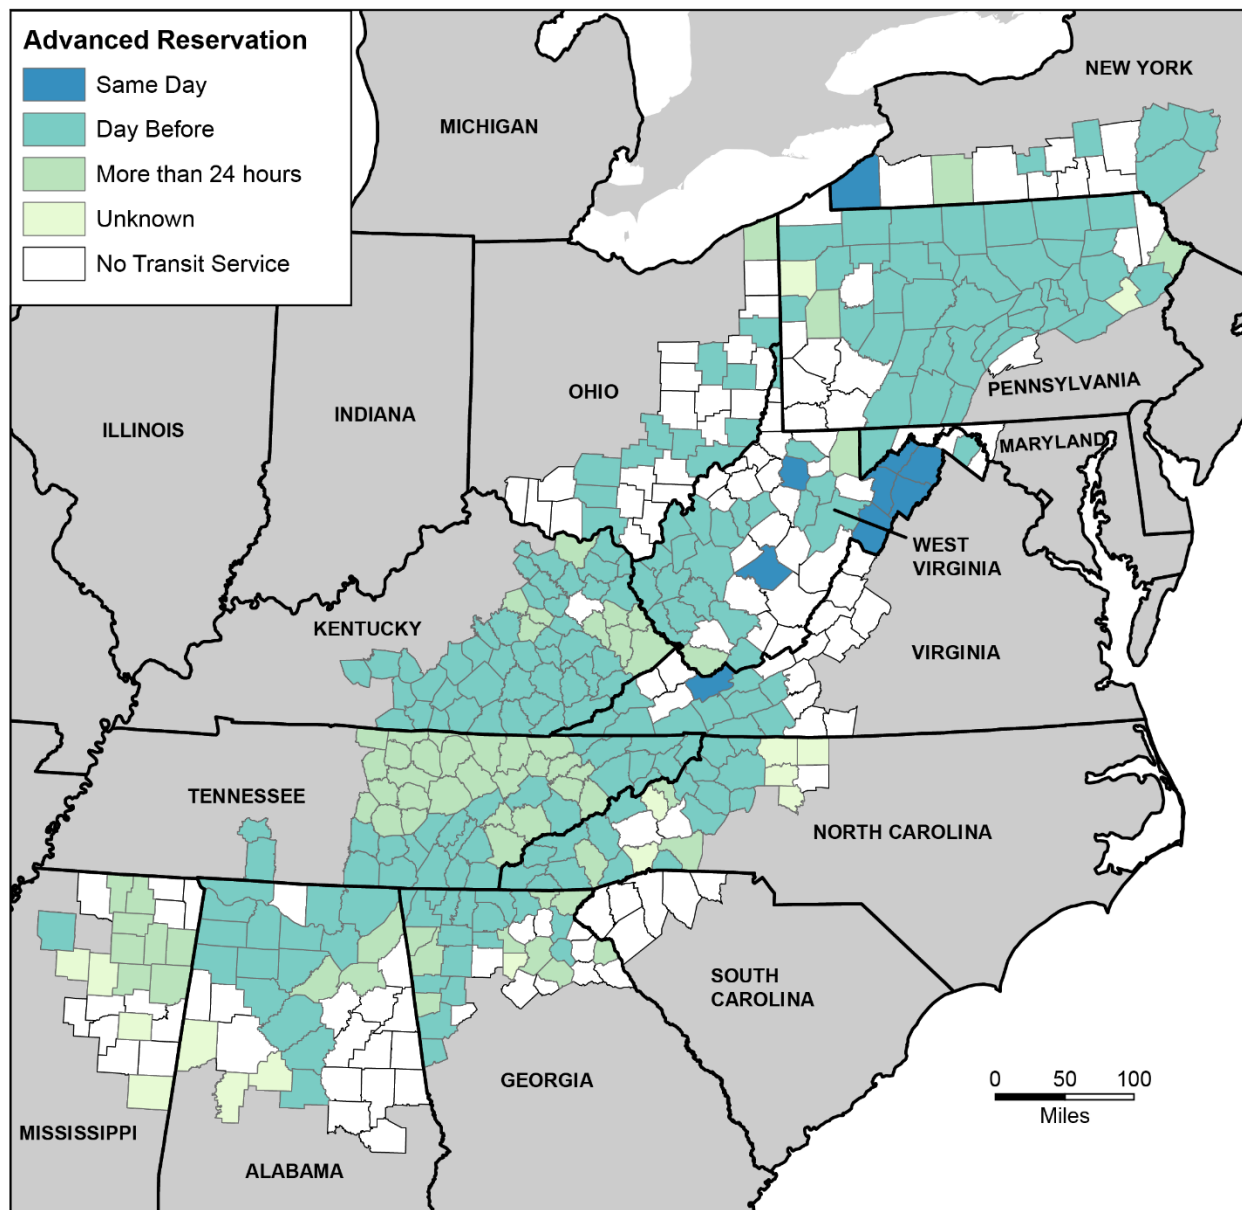 Advanced Reservation
Same Day
Day Before
More than 24 hours
Unknown
No Transit Service
NEW YORK
MICHIGAN
OHIO
PENNSYLVANIA
ILLINOIS
INDIANA
MARYLAND
WEST
VIRGINIA
KENTUCKY
VIRGINIA
TENNESSEE
NORTH CAROLINA
SOUTH
CAROLINA
GEORGIA
MISSISSIPPI
ALABAMA
0 50 100
Miles